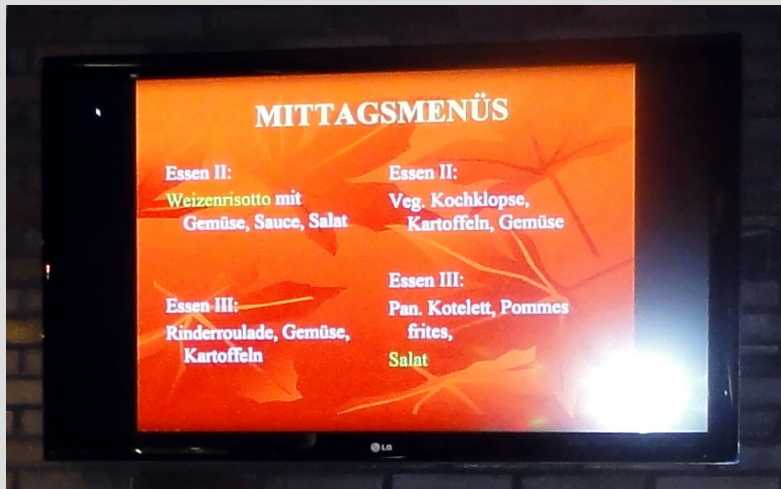 MITTAGSMENÜS
Essen II:
Weizenrisotto mit
Gemüse, Sauce, Salat
Essen III:
Rinderroulade, Gemüse,
Kartoffeln
Essen II:
Veg. Kochklopse,
Kartoffeln, Gemüse
Essen III:
Pan. Kotelett, Pommes
frites,
Salat
LG